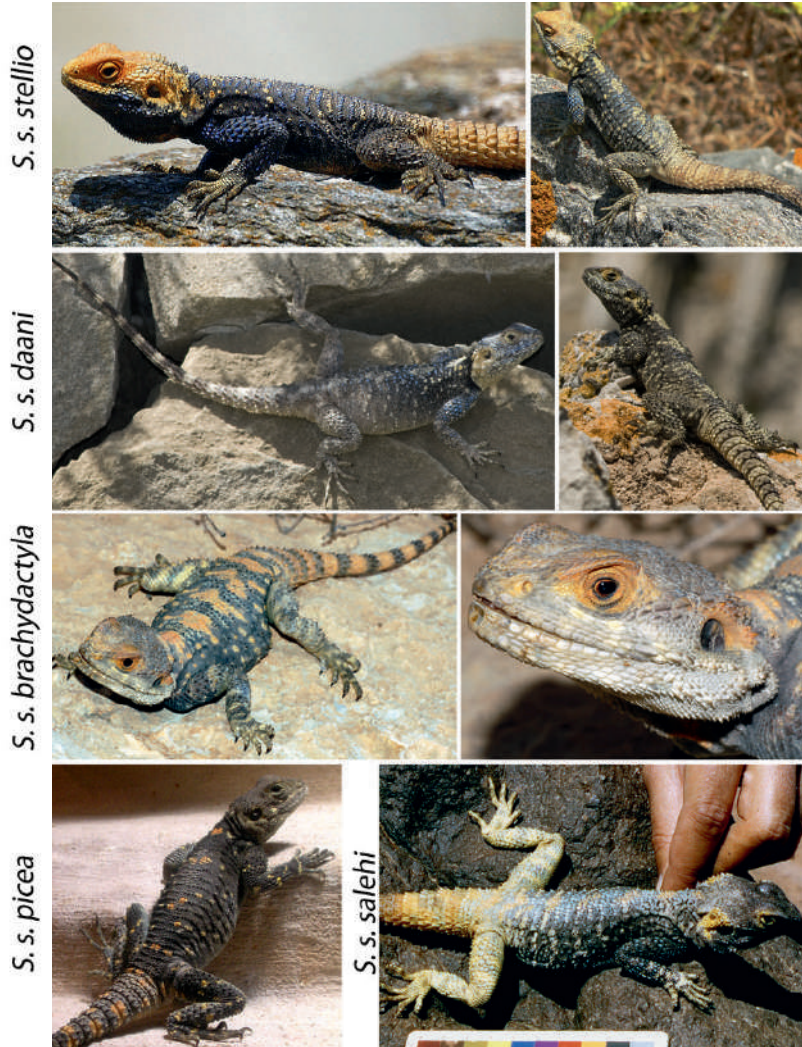 S. s. stellio
S. s. daani
S. s. brachydactyla
S. s. picea
S. s. salehi